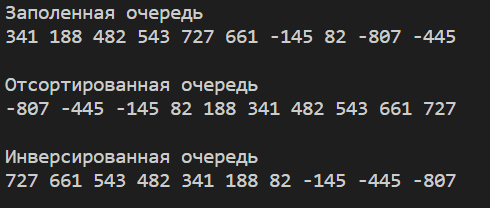 Заполенная очередь
341 188 482 543 727 661 -145 82 -807 -445
Отсортированная очередь
-807 -445 -145 82 188 341 482 543 661 727
Инверсированная очередь
727 661 543 482 341 188 82 -145 -445 -807